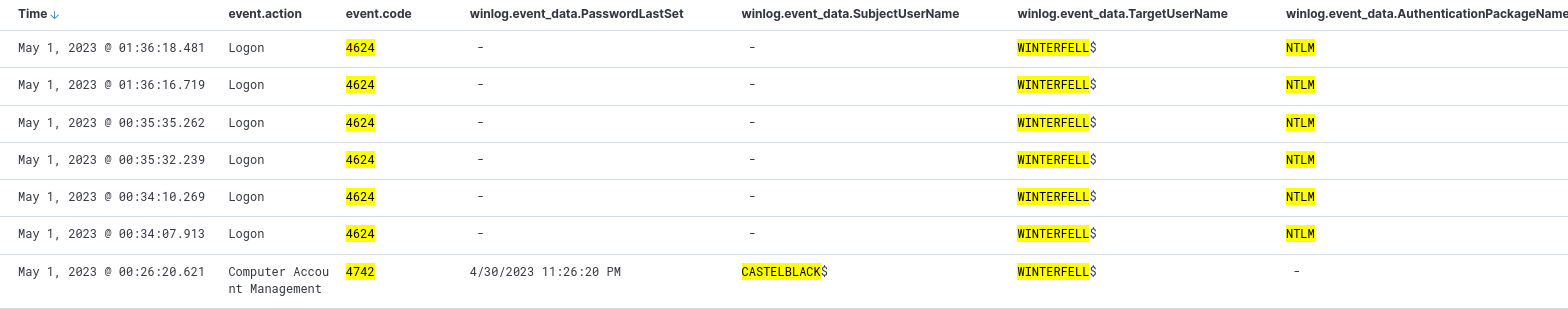 Time event.action event.code winlog.event_data.PasswordLastSet winlog.event_data.SubjectUserName winlog.event_data.TargetUserName winlog.event_data.AuthenticationPackageName
May 1, 2023 @ 01:36:18.481 Logon 4624 - - WINTERFELL$ NTLM
May 1, 2023 @ 01:36:16.719 Logon 4624 - - WINTERFELL$ NTLM
May 1, 2023 @ 00:35:35.262 Logon 4624 - - WINTERFELL$ NTLM
May 1, 2023 @ 00:35:32.239 Logon 4624 - - WINTERFELL$ NTLM
May 1, 2023 @ 00:34:10.269 Logon 4624 - - WINTERFELL$ NTLM
May 1, 2023 @ 00:34:07.913 Logon 4624 - - WINTERFELL$ NTLM
May 1, 2023 @ 00:26:20.621 Computer Accou 4742 4/30/2023 11:26:20 PM CASTELBLACK$ WINTERFELL$ -
nt Management